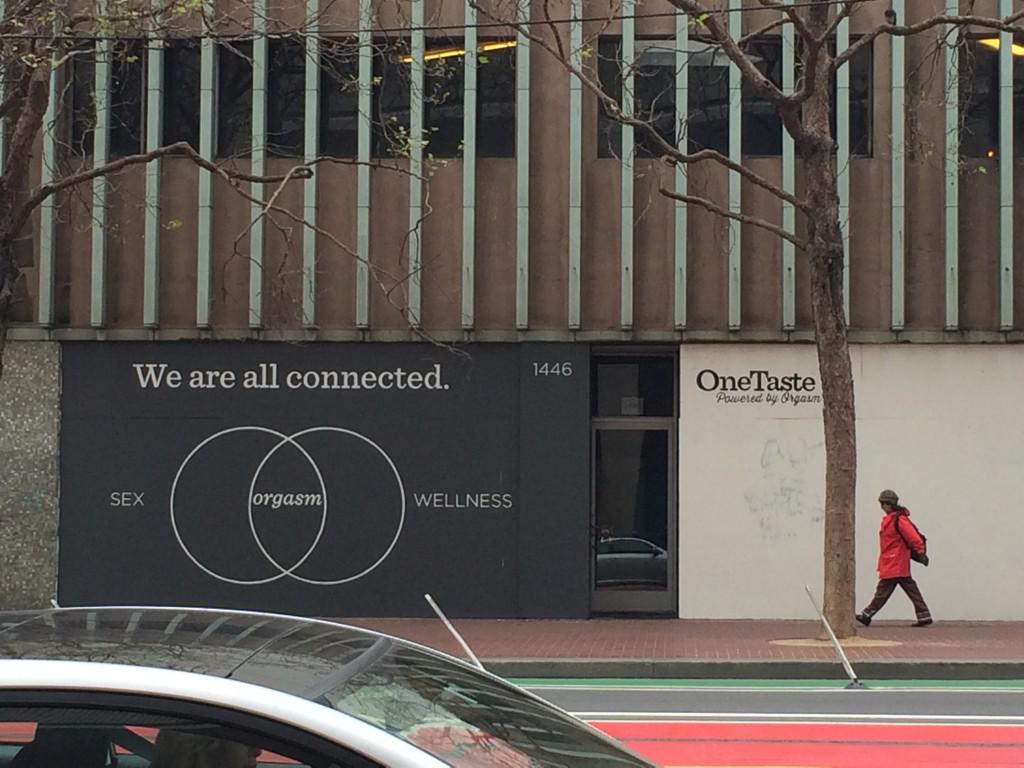 We are all connected.
1446
SEX
orgasm
WELLNESS
OneTaste
Powered by Orgasm